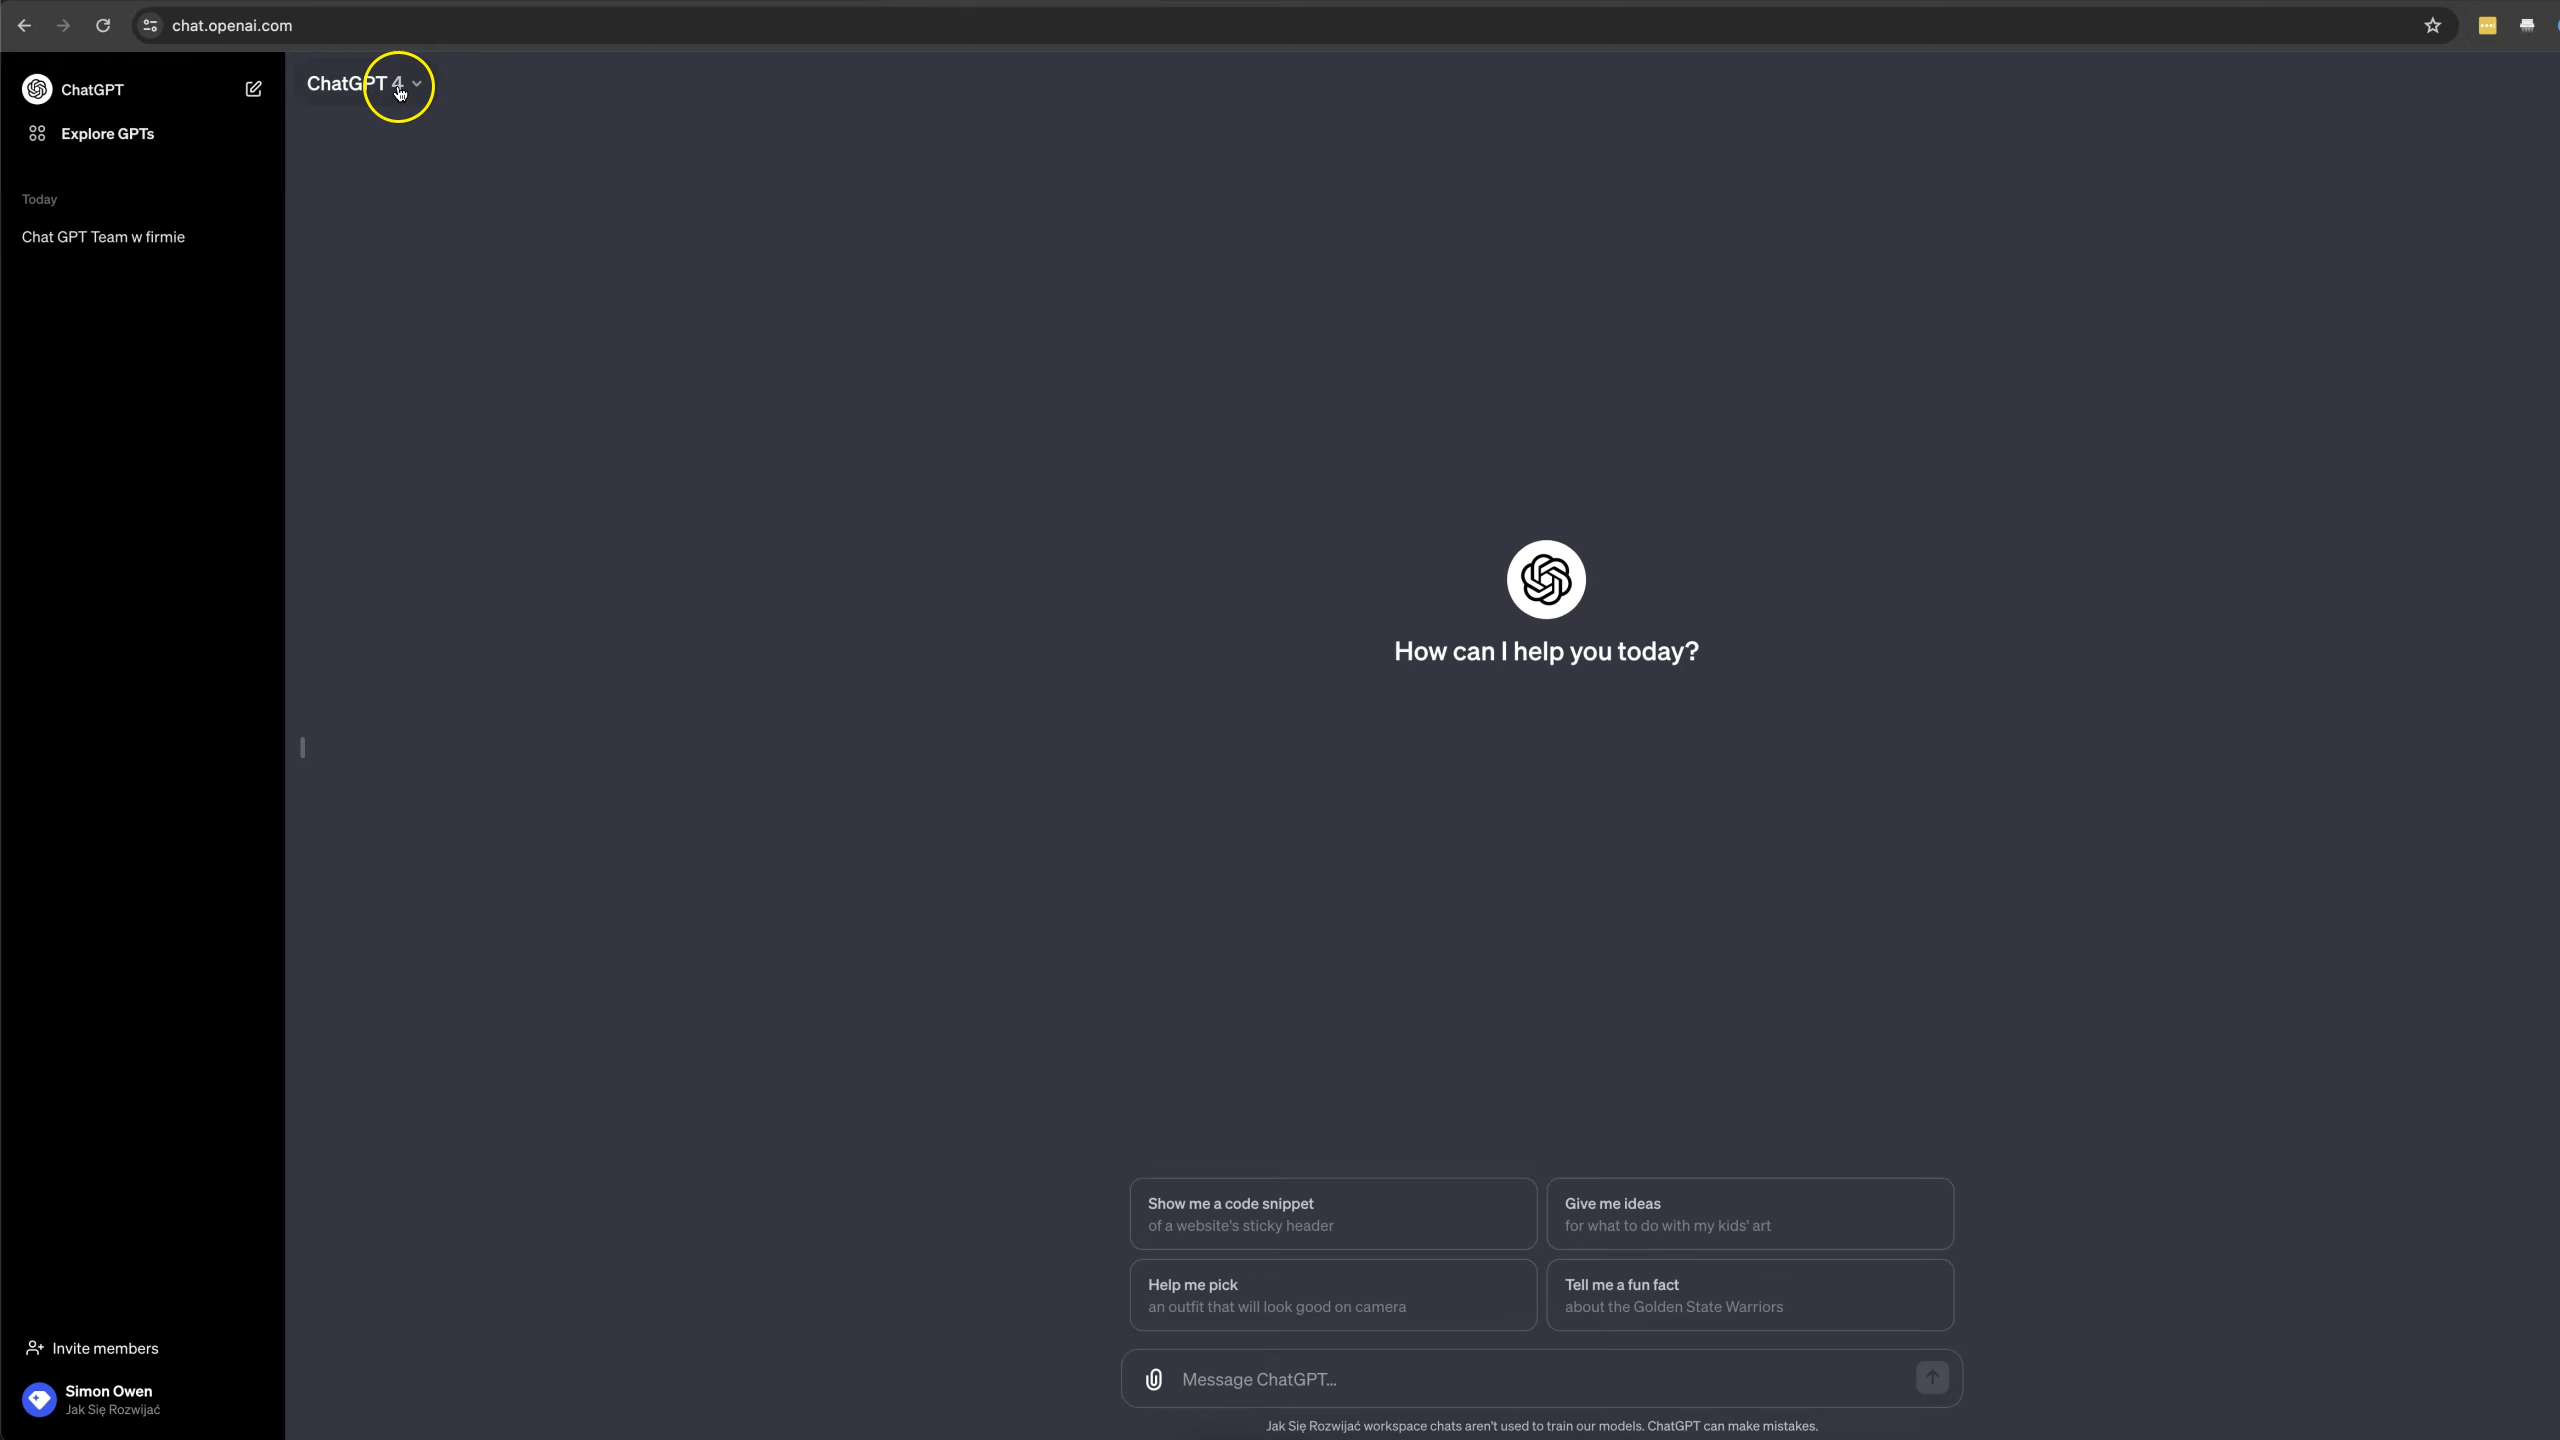 chat.openai.com
ChatGPT
Explore GPTs
Today
Chat GPT Team w firmie
ChatGPT 4
How can I help you today?
Show me a code snippet
of a website's sticky header
Give me ideas
for what to do with my kids' art
Help me pick
an outfit that will look good on camera
Tell me a fun fact
about the Golden State Warriors
Invite members
Simon Owen
Jak Się Rozwijać
Message ChatGPT...
Jak Się Rozwijać workspace chats aren't used to train our models. ChatGPT can make mistakes.